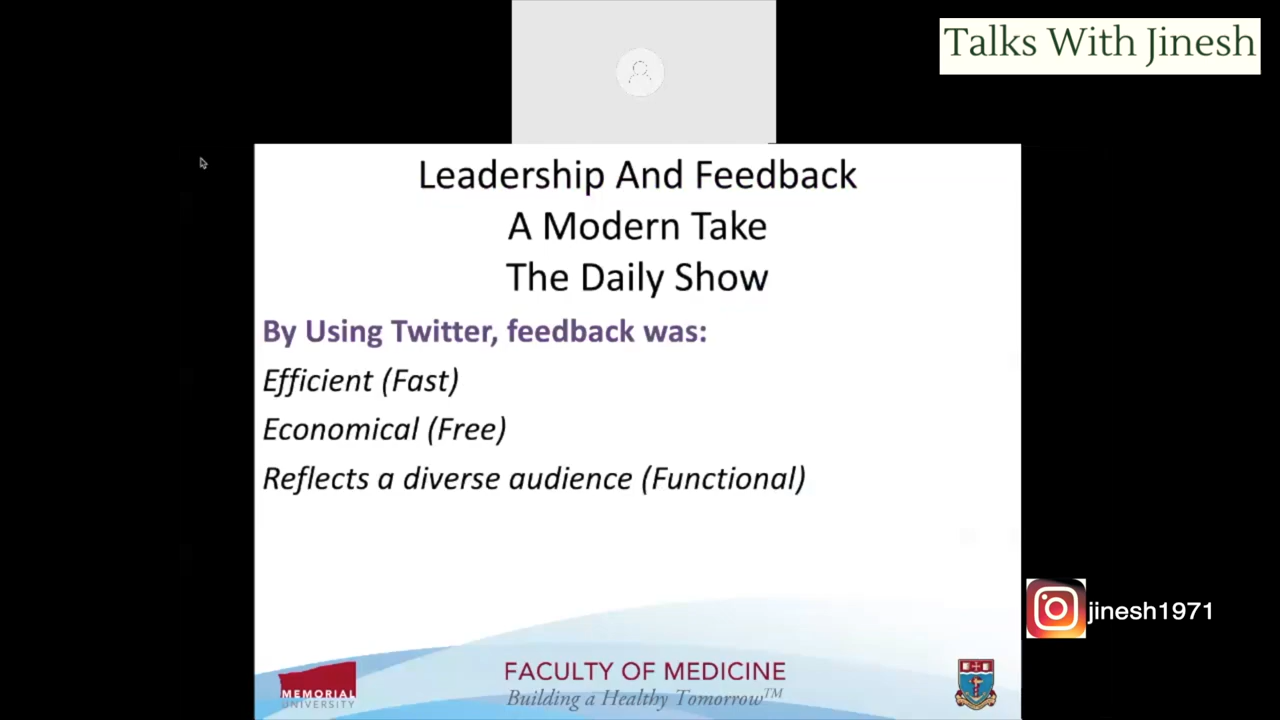 Talks With Jinesh
Leadership And Feedback
A Modern Take
The Daily Show
By Using Twitter, feedback was:
Efficient (Fast)
Economical (Free)
Reflects a diverse audience (Functional)
jinesh1971
MEMORIAL
UNIVERSITY
FACULTY OF MEDICINE
Building a Healthy Tomorrow™